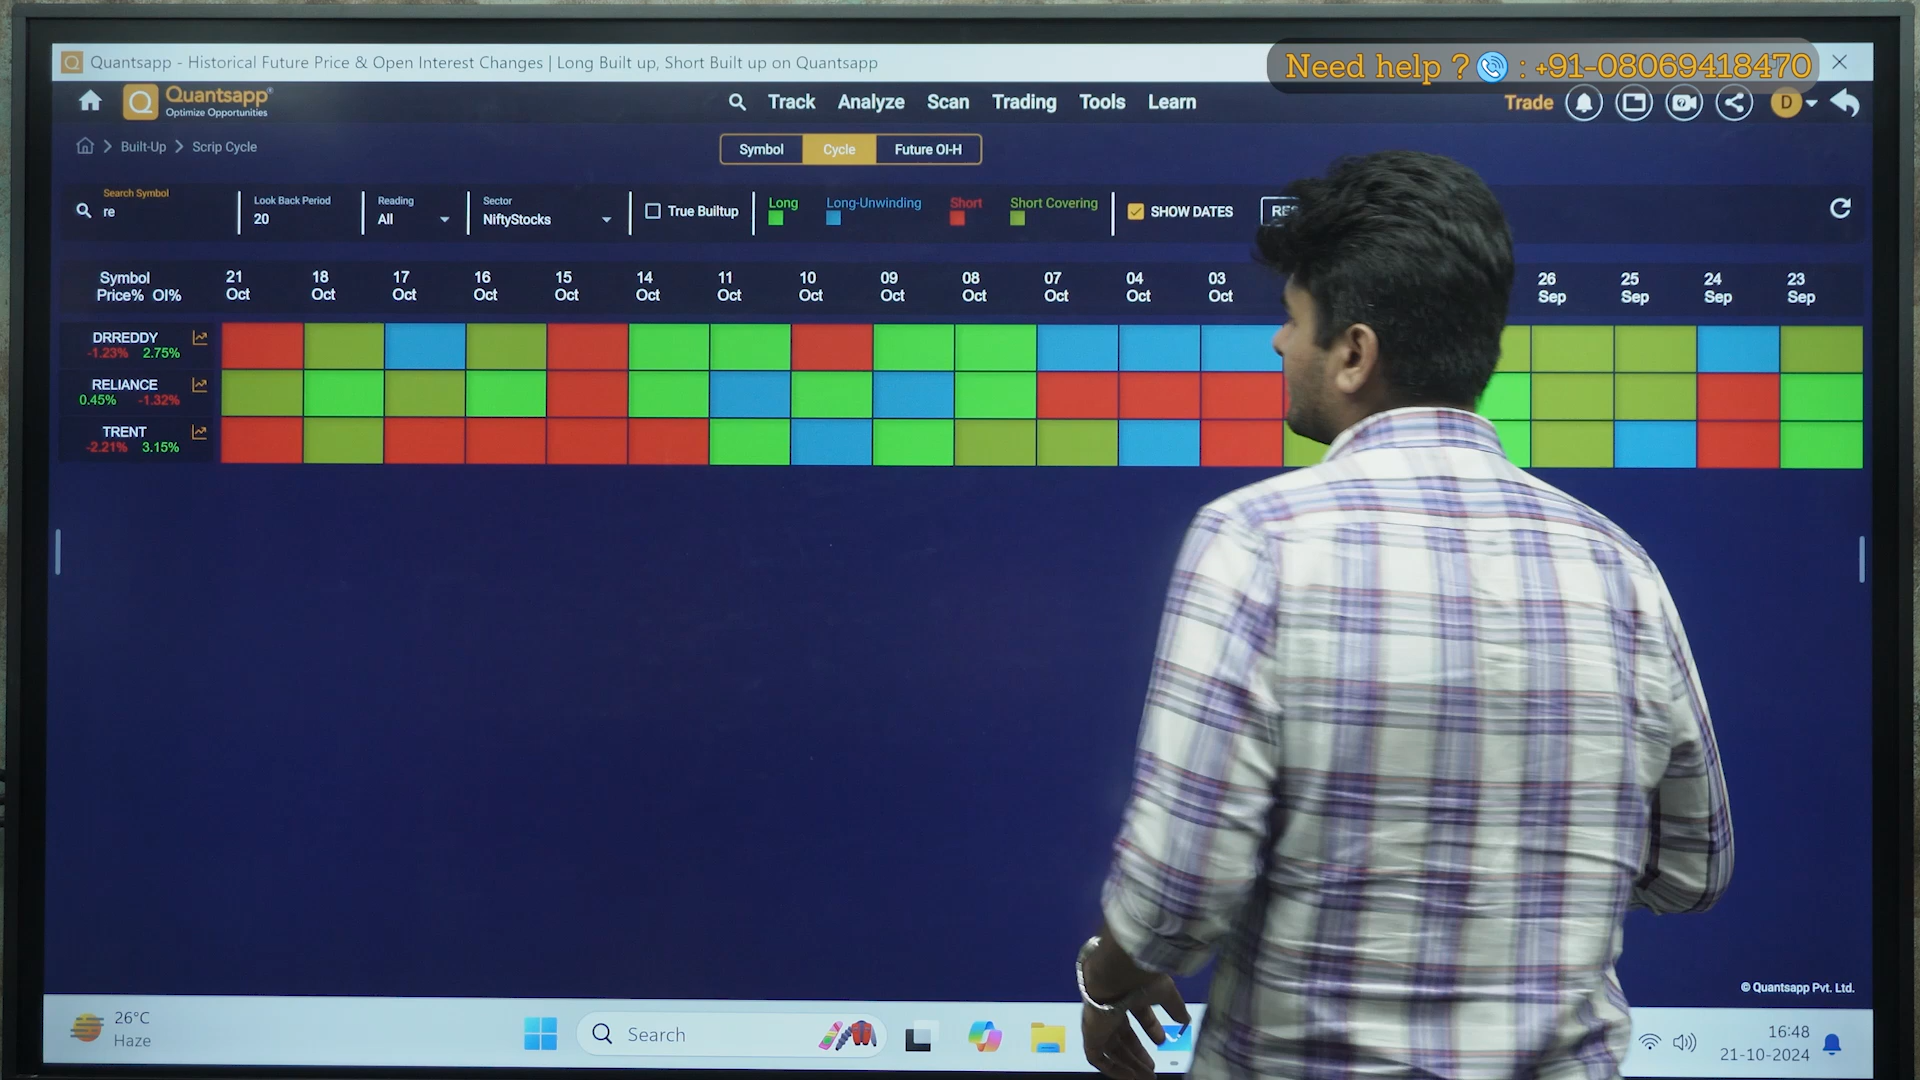 Quantsapp - Historical Future Price & Open Interest Changes | Long Built up, Short Built up on Quantsapp
Need help ? : +91-08069418470
Quantsapp
Optimize Opportunities
Track Analyze Scan Trading Tools Learn
Trade
D
Built-Up > Scrip Cycle
Symbol Cycle Future OI-H
Search Symbol
re
Look Back Period
20
Reading
All
Sector
NiftyStocks
True Builtup
Long Long-Unwinding Short Short Covering
SHOW DATES
Symbol
Price% OI%
21 Oct
18 Oct
17 Oct
16 Oct
15 Oct
14 Oct
11 Oct
10 Oct
09 Oct
08 Oct
07 Oct
04 Oct
03 Oct
26 Sep
25 Sep
24 Sep
23 Sep
DRREDDY
-1.23% 2.75%
RELIANCE
0.45% -1.32%
TRENT
-2.21% 3.15%
© Quantsapp Pvt. Ltd.
26°C
Haze
Search
16:48
21-10-2024